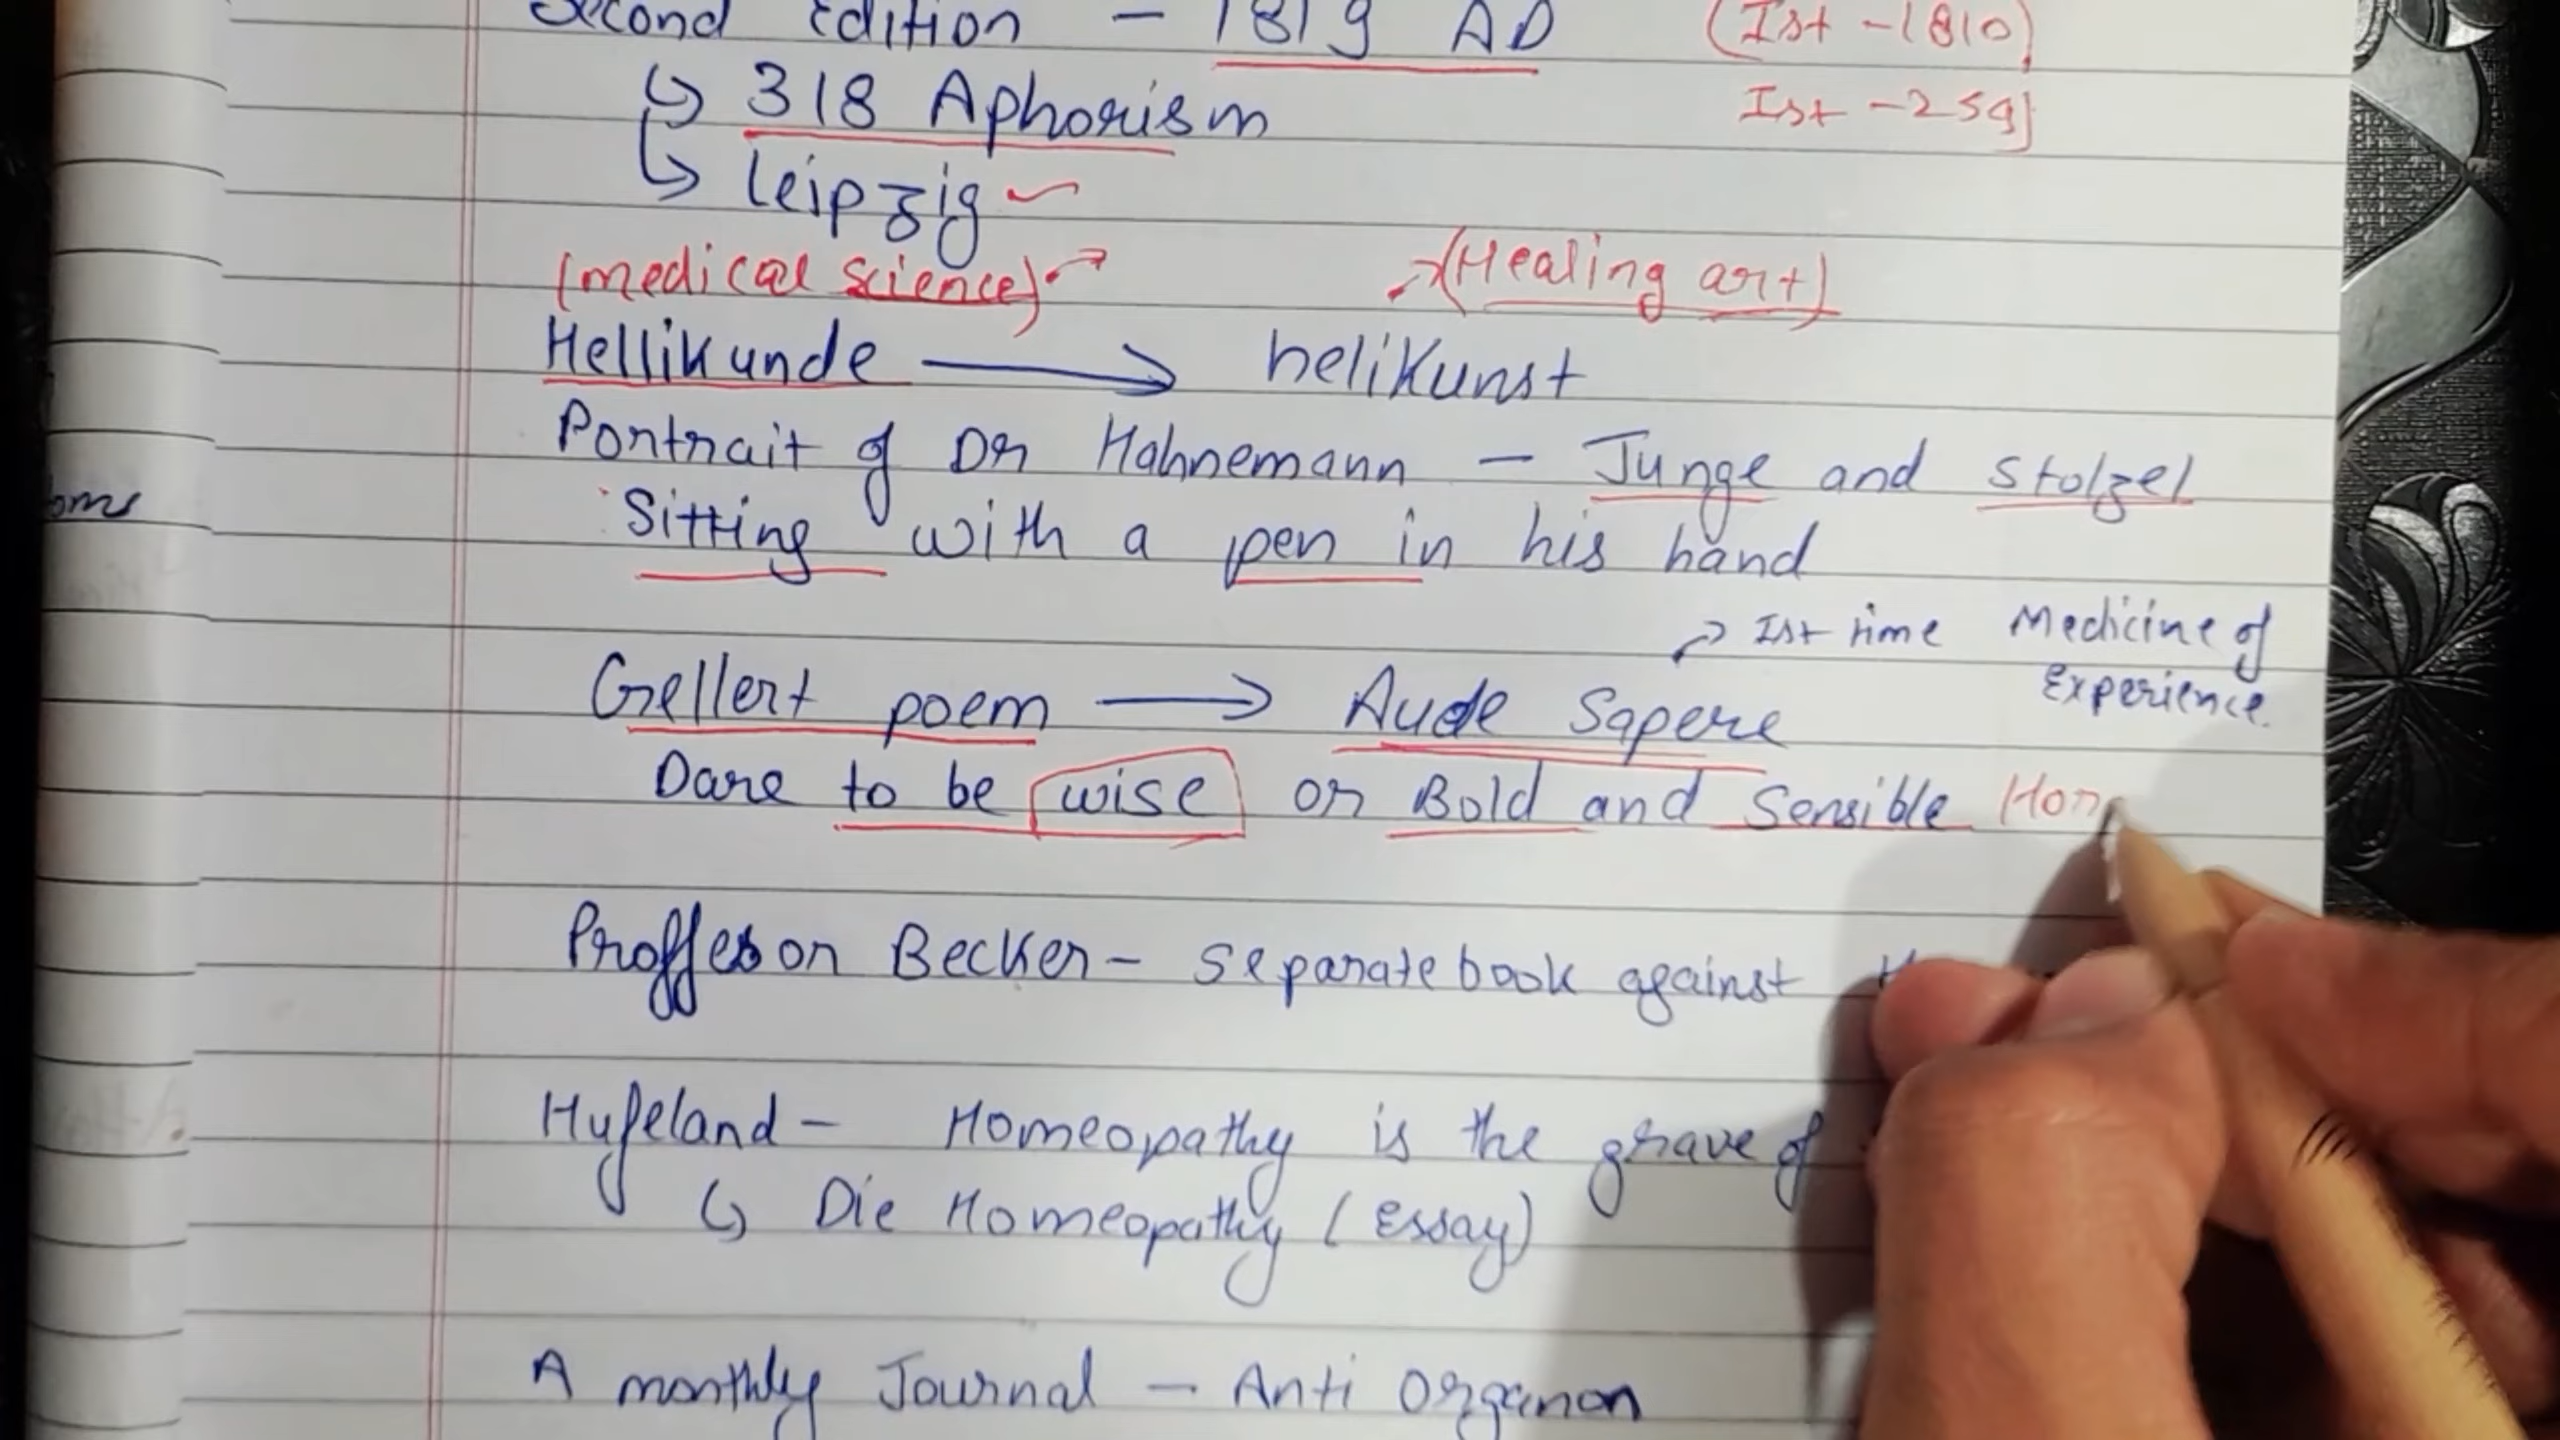 Second Edition - 1819 AD (Ist - 1810)
↳ 318 Aphorism Ist - 259)
↳ Leipzig
(medical science) (Healing art)
Hellikunde → helikunst
Portrait of Dr Hahnemann - Junge and Stolzel
Sitting with a pen in his hand
Ist time Medicine of
Experience.
Gellert poem → Aude Sapere
Dare to be wise or Bold and Sensible Hor
Proffesor Becker - Separate book against
Hufeland - Homeopathy is the grave of
↳ Die Homeopathy (Essay)
A monthly Journal - Anti Organon